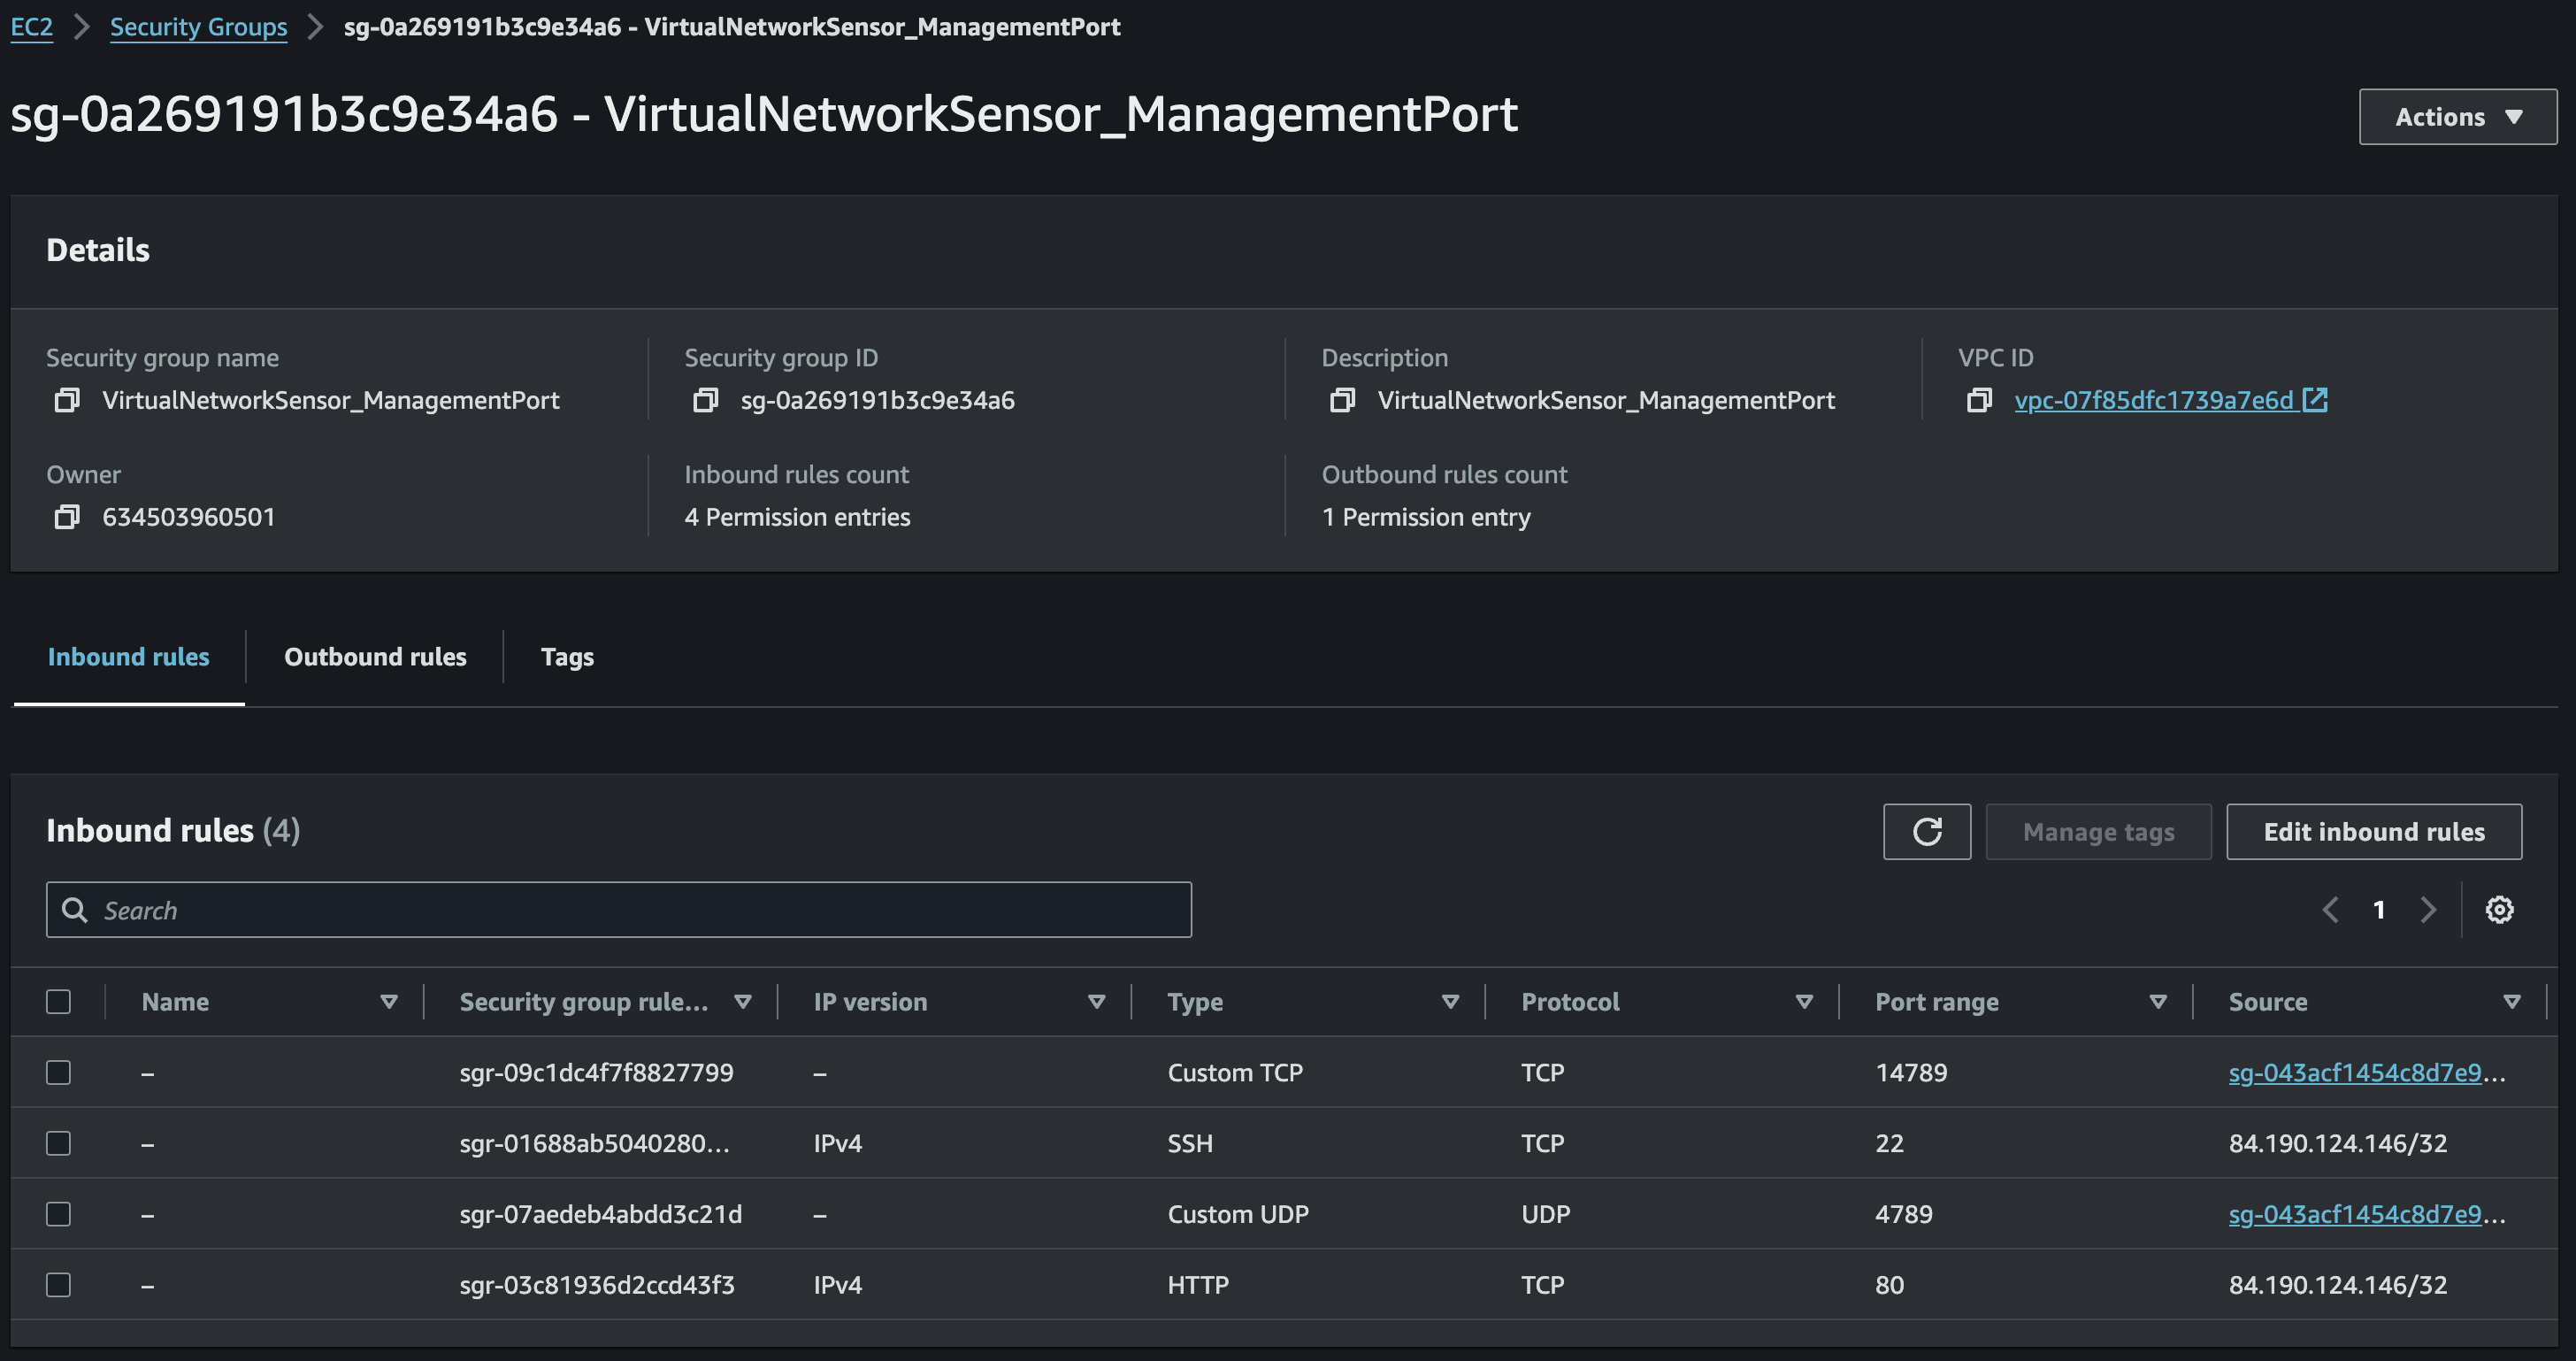 EC2 > Security Groups > sg-0a269191b3c9e34a6 - VirtualNetworkSensor_ManagementPort
sg-0a269191b3c9e34a6 - VirtualNetworkSensor_ManagementPort
Actions
Details
Security group name Security group ID Description VPC ID
VirtualNetworkSensor_ManagementPort sg-0a269191b3c9e34a6 VirtualNetworkSensor_ManagementPort vpc-07f85dfc1739a7e6d
Owner Inbound rules count Outbound rules count
634503960501 4 Permission entries 1 Permission entry
Inbound rules Outbound rules Tags
Inbound rules (4) Manage tags Edit inbound rules
Search 1
Name Security group rule... IP version Type Protocol Port range Source
– sgr-09c1dc4f7f8827799 – Custom TCP TCP 14789 sg-043acf1454c8d7e9...
– sgr-01688ab5040280... IPv4 SSH TCP 22 84.190.124.146/32
– sgr-07aedeb4abdd3c21d – Custom UDP UDP 4789 sg-043acf1454c8d7e9...
– sgr-03c81936d2ccd43f3 IPv4 HTTP TCP 80 84.190.124.146/32